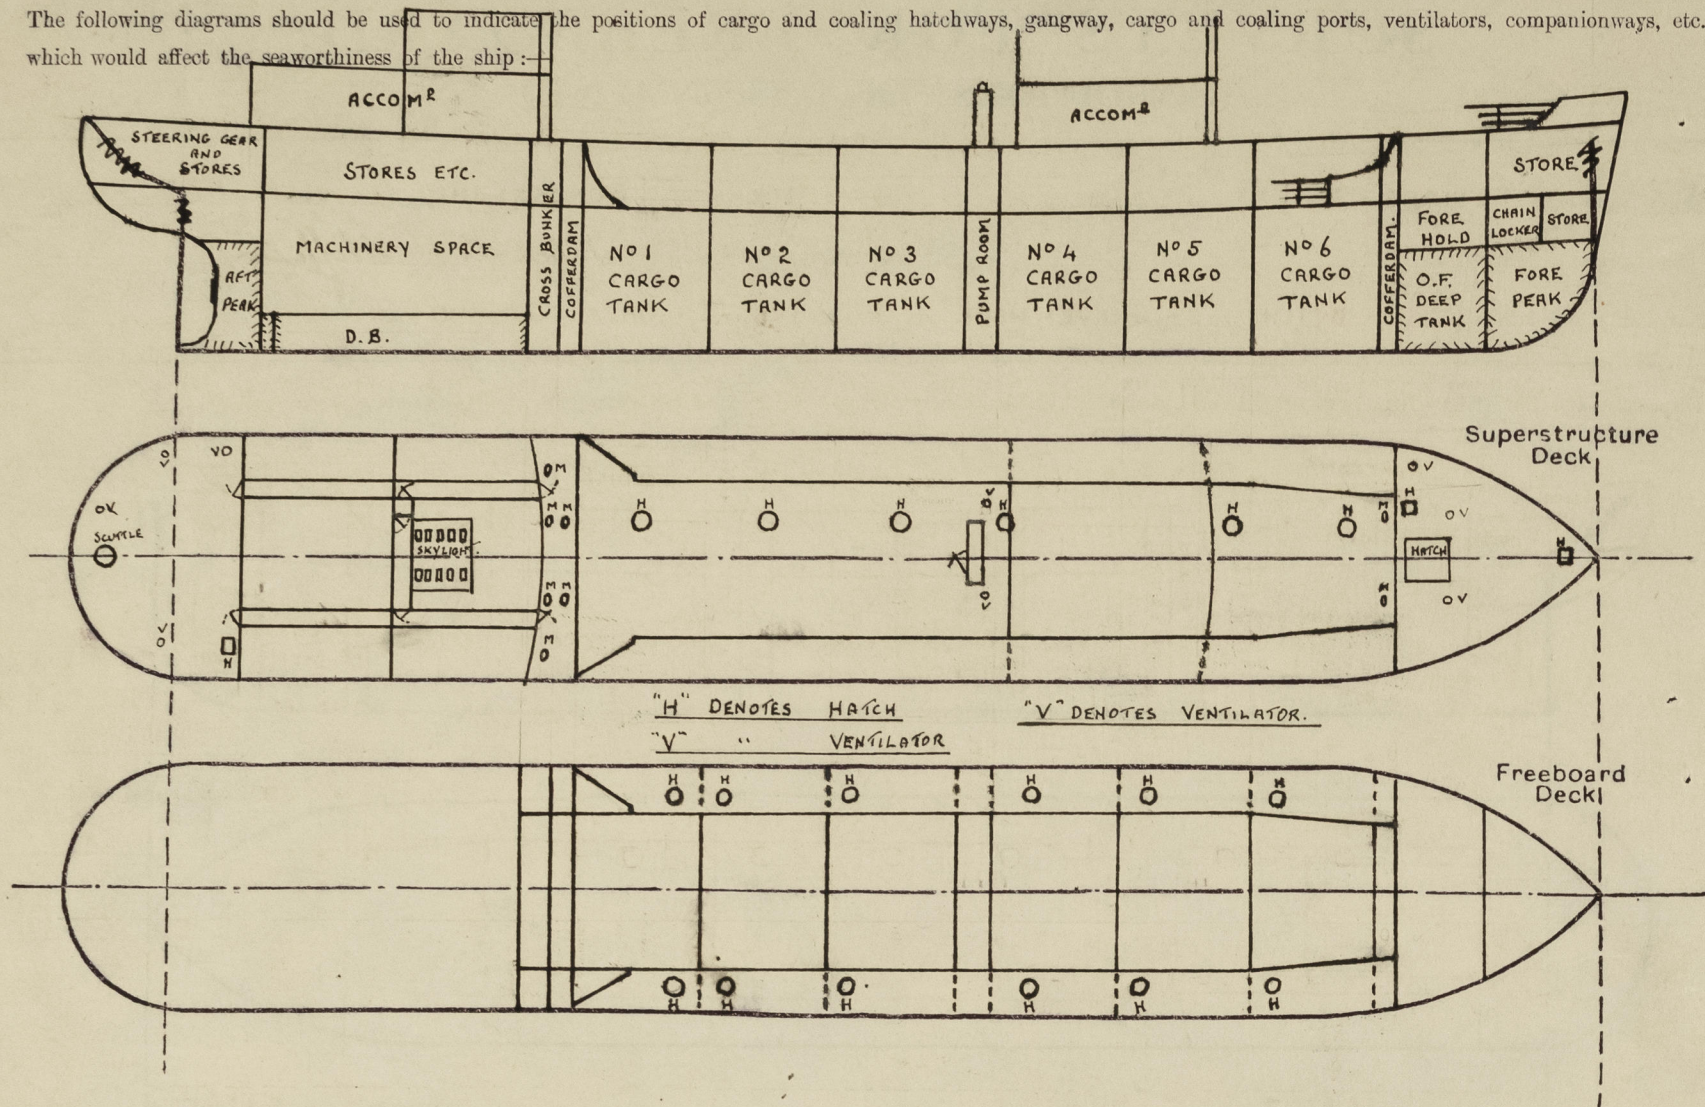 The following diagrams should be used to indicate the positions of cargo and coaling hatchways, gangway, cargo and coaling ports, ventilators, companionways, etc.
which would affect the seaworthiness of the ship :—
ACCOMR
ACCOMR
STEERING GEAR
AND
STORES
STORES ETC.
STORE
MACHINERY SPACE
CROSS BUNKER
COFFERDAM
No 1
CARGO
TANK
No 2
CARGO
TANK
No 3
CARGO
TANK
PUMP ROOM
No 4
CARGO
TANK
No 5
CARGO
TANK
No 6
CARGO
TANK
COFFERDAM.
FORE
HOLD
CHAIN
LOCKER
STORE
AFT
PEAK
D.B.
O.F.
DEEP
TANK
FORE
PEAK
Superstructure
Deck
V
V
V
SCUTTLE
SKYLIGHT.
V
H
M
M
M
M
M
M
H
H
H
V
H
V
H
H
M
M
V
H
V
HATCH
H
V
"H" DENOTES HATCH
"V" " VENTILATOR
"V" DENOTES VENTILATOR.
Freeboard
Deck
H
H
H
H
H
H
H
H
H
H
H
H